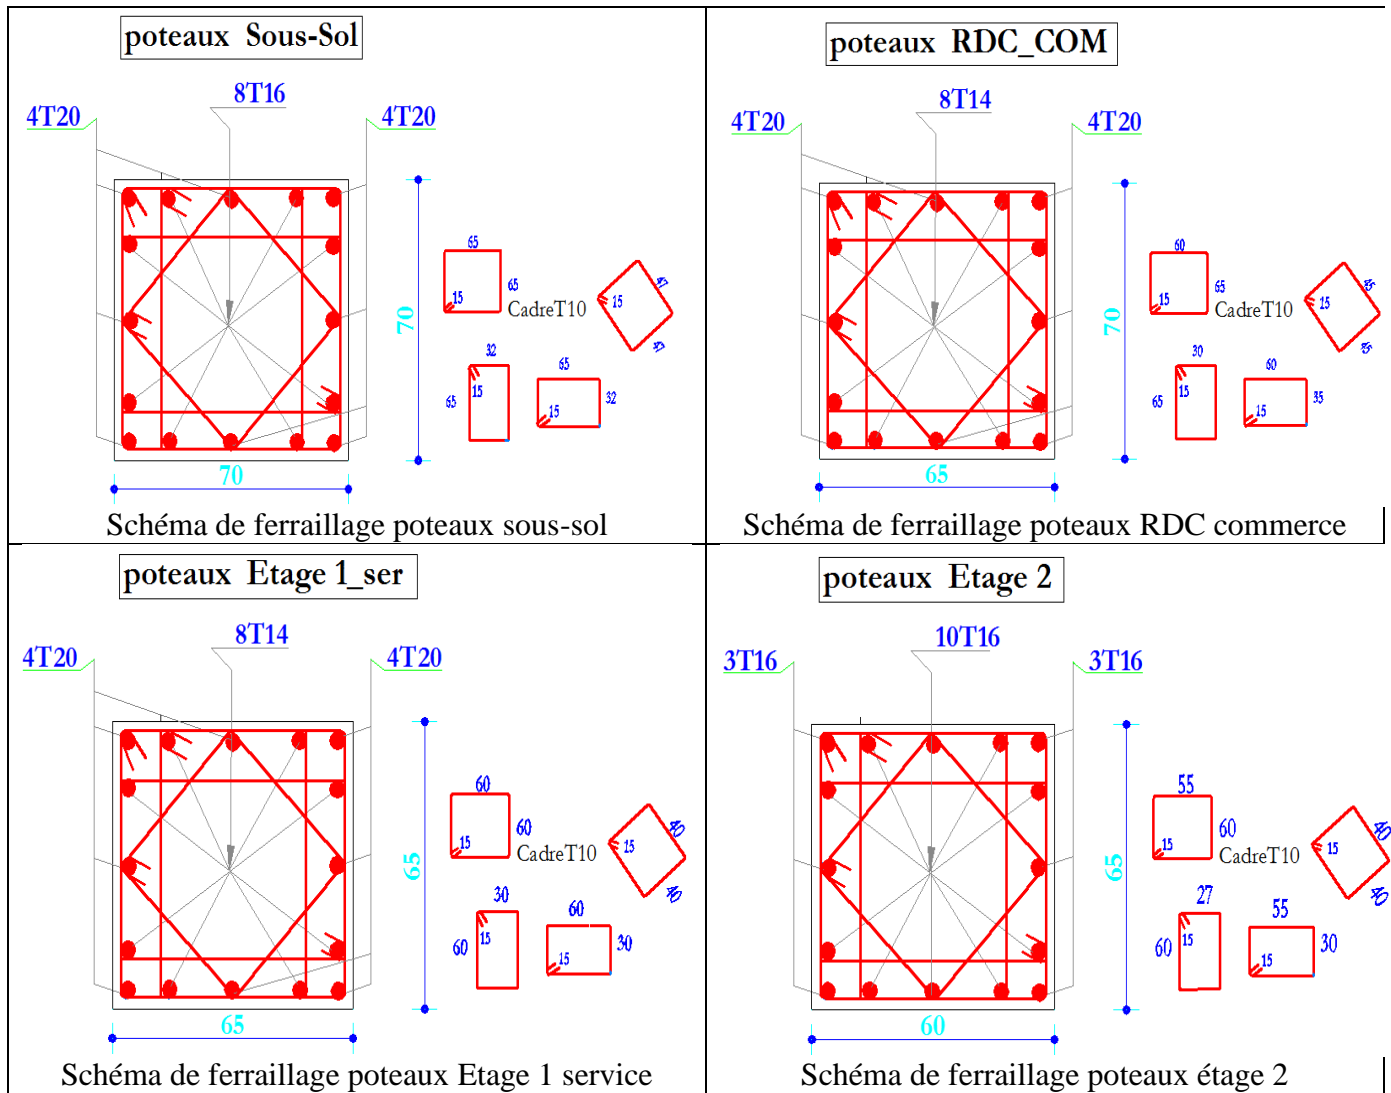 poteaux Sous-Sol
8T16
4T20
4T20
65
65
15
CadreT10
47
15
47
70
32
65
15
65
15
32
70
Schéma de ferraillage poteaux sous-sol
poteaux RDC_COM
8T14
4T20
4T20
60
65
15
CadreT10
45
15
45
70
30
65
15
60
15
35
65
Schéma de ferraillage poteaux RDC commerce
poteaux Etage 1_ser
8T14
4T20
4T20
60
60
15
CadreT10
40
15
40
65
30
60
15
60
15
30
65
Schéma de ferraillage poteaux Etage 1 service
poteaux Etage 2
10T16
3T16
3T16
55
60
15
CadreT10
40
15
40
65
27
60
15
55
15
30
60
Schéma de ferraillage poteaux étage 2